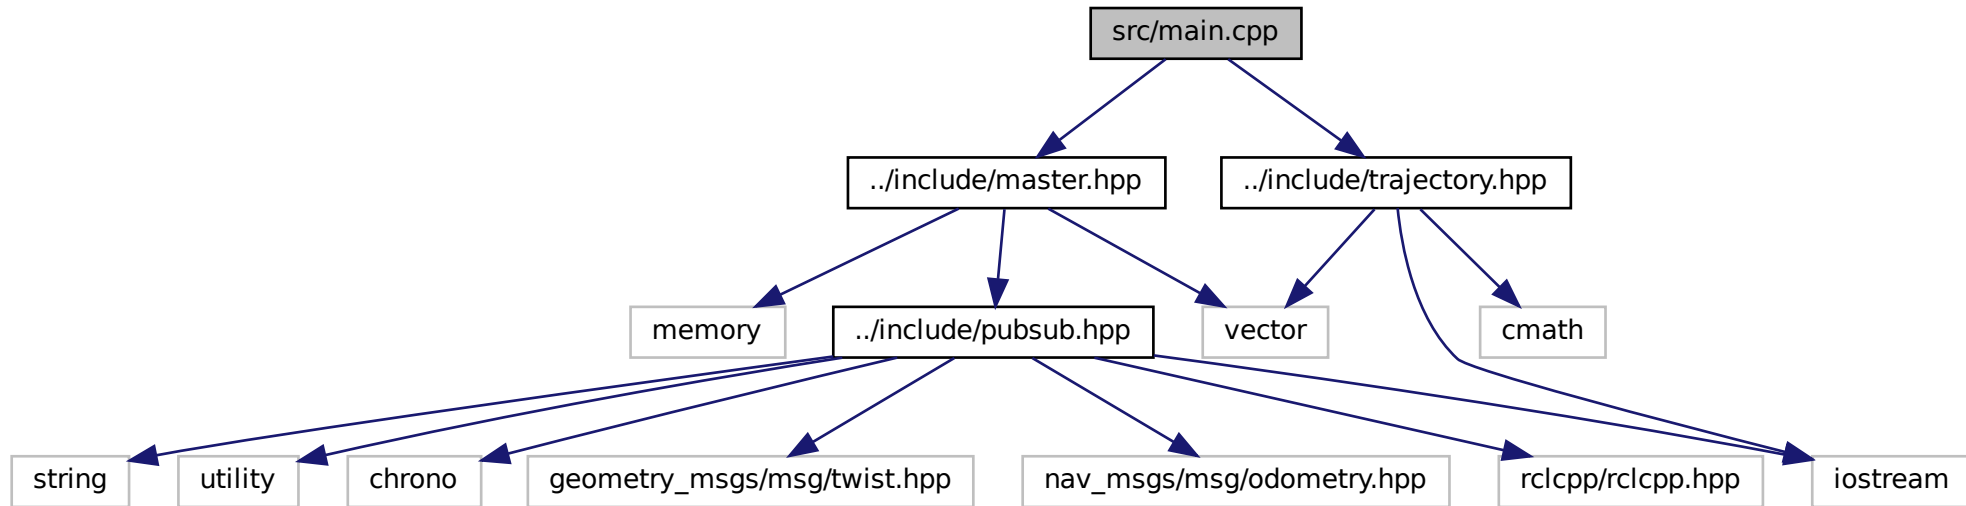 src/main.cpp
../include/master.hpp
../include/trajectory.hpp
memory
../include/pubsub.hpp
vector
cmath
string
utility
chrono
geometry_msgs/msg/twist.hpp
nav_msgs/msg/odometry.hpp
rclcpp/rclcpp.hpp
iostream